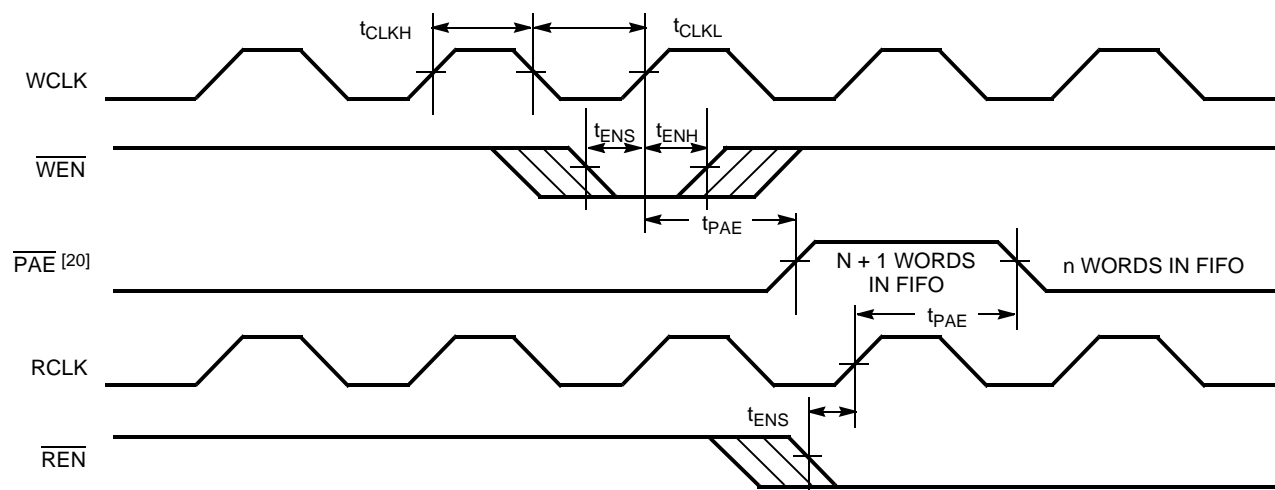 tCLKH
tCLKL
WCLK
tENS
tENH
WEN
tPAE
PAE [20]
N + 1 WORDS
IN FIFO
n WORDS IN FIFO
tPAE
RCLK
tENS
REN